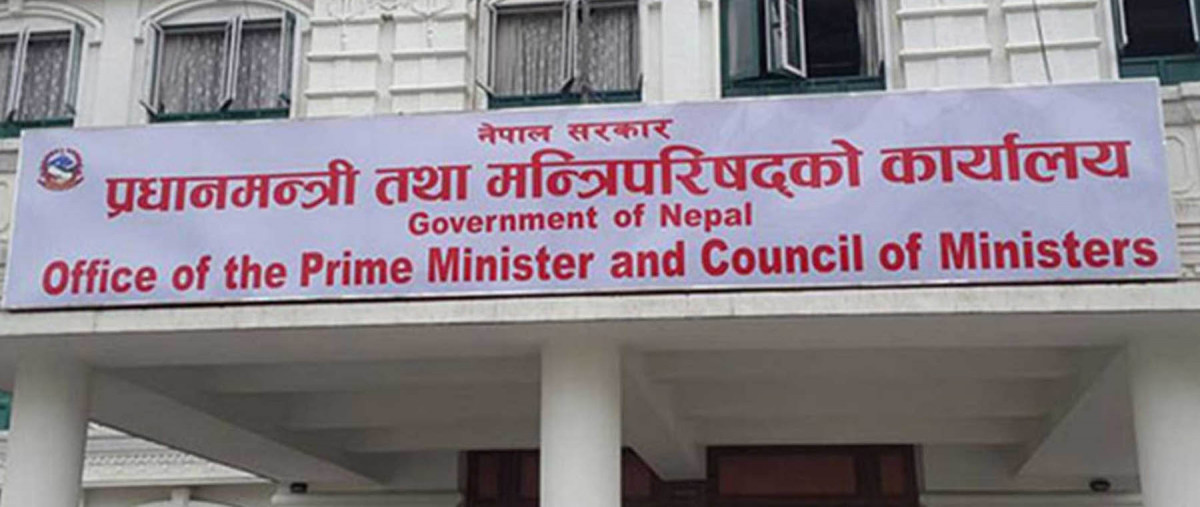 नेपाल सरकार
प्रधानमन्त्री तथा मन्त्रिपरिषद्को कार्यालय
Government of Nepal
Office of the Prime Minister and Council of Ministers